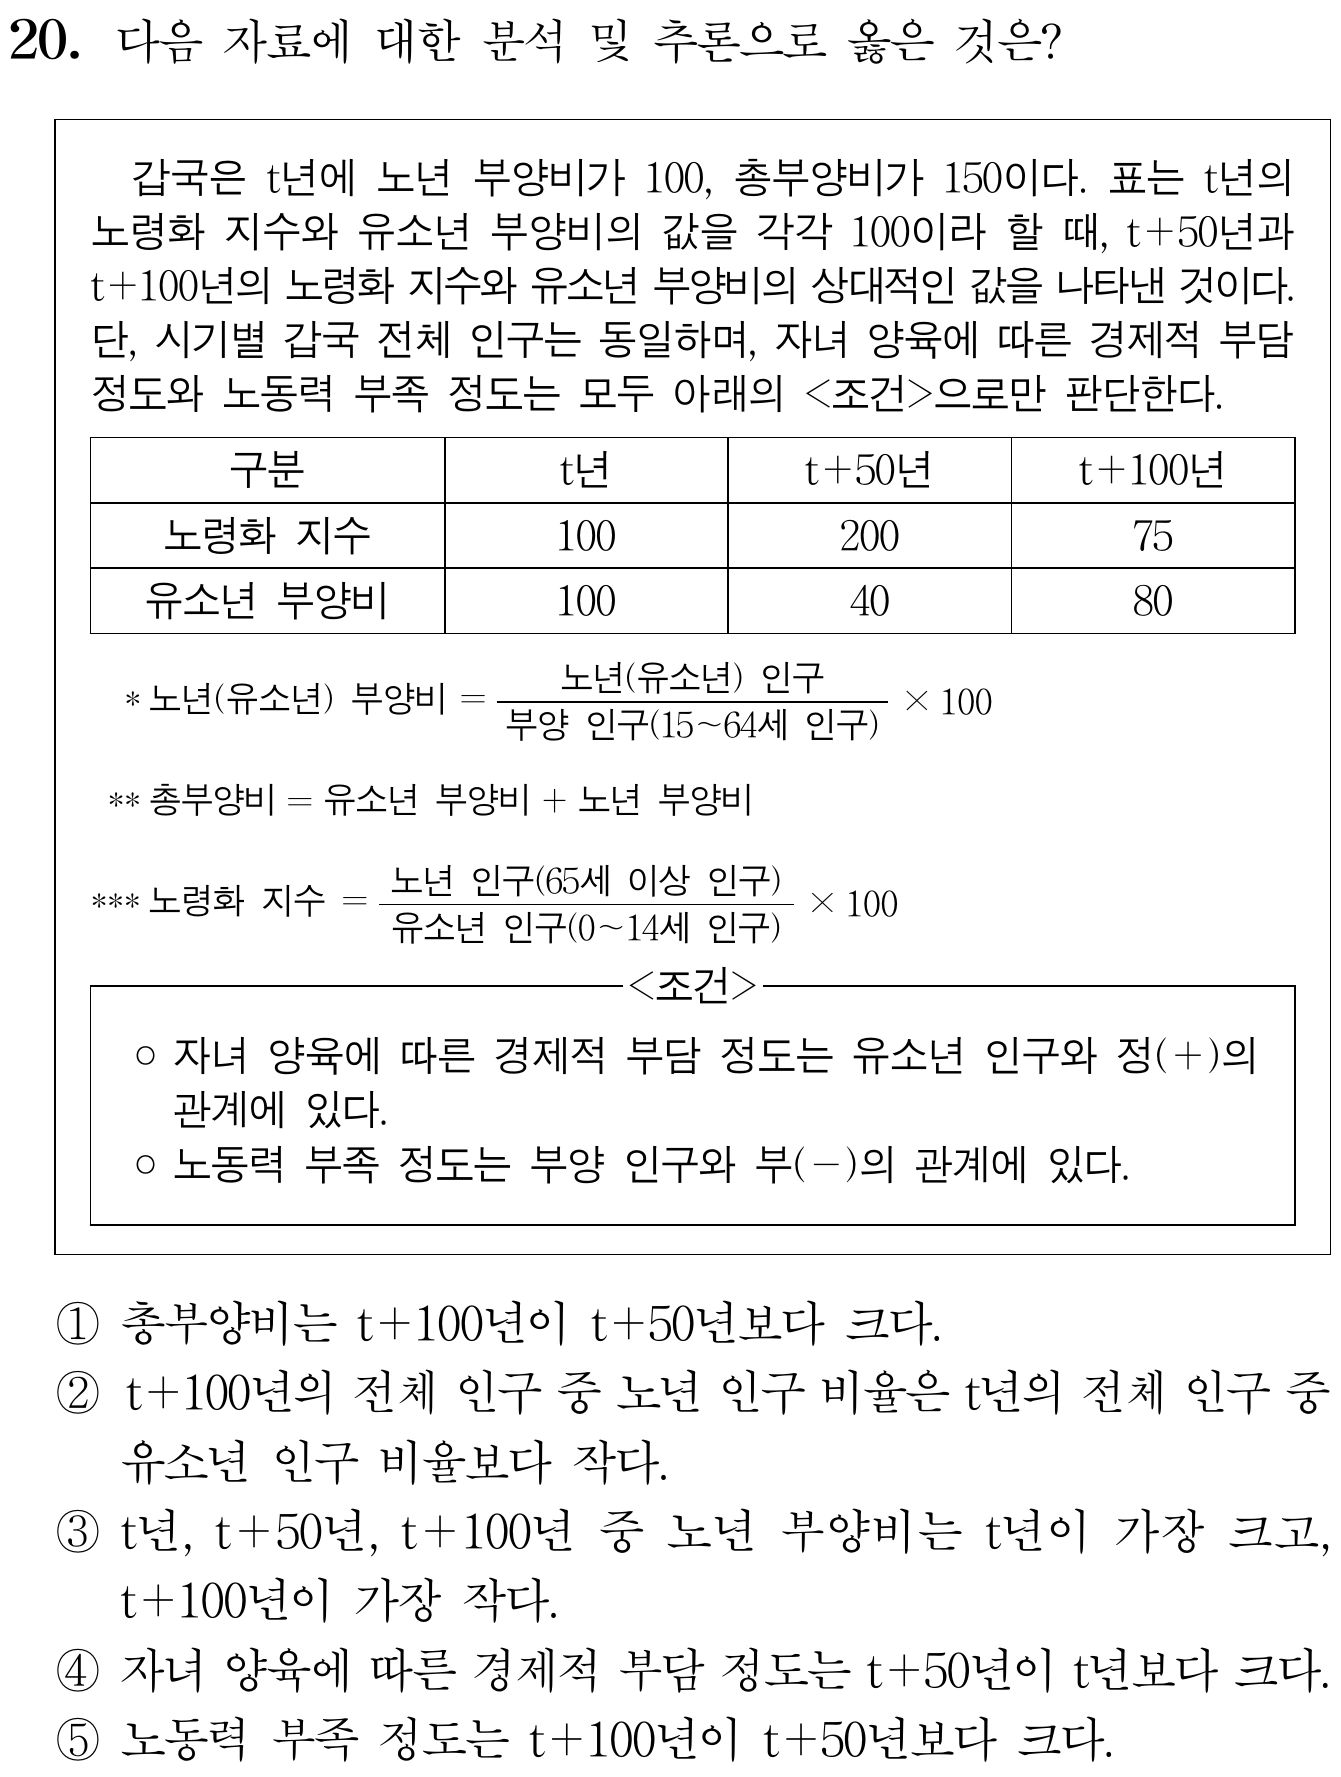 20. 다음 자료에 대한 분석 및 추론으로 옳은 것은?
갑국은 t년에 노년 부양비가 100, 총부양비가 150이다. 표는 t년의
노령화 지수와 유소년 부양비의 값을 각각 100이라 할 때, t+50년과
t+100년의 노령화 지수와 유소년 부양비의 상대적인 값을 나타낸 것이다.
단, 시기별 갑국 전체 인구는 동일하며, 자녀 양육에 따른 경제적 부담
정도와 노동력 부족 정도는 모두 아래의 <조건>으로만 판단한다.
구분 t년 t+50년 t+100년
노령화 지수 100 200 75
유소년 부양비 100 40 80
* 노년(유소년) 부양비 = 노년(유소년) 인구 / 부양 인구(15~64세 인구) × 100
** 총부양비 = 유소년 부양비 + 노년 부양비
*** 노령화 지수 = 노년 인구(65세 이상 인구) / 유소년 인구(0~14세 인구) × 100
<조건>
○ 자녀 양육에 따른 경제적 부담 정도는 유소년 인구와 정(+)의
관계에 있다.
○ 노동력 부족 정도는 부양 인구와 부(-)의 관계에 있다.
① 총부양비는 t+100년이 t+50년보다 크다.
② t+100년의 전체 인구 중 노년 인구 비율은 t년의 전체 인구 중
유소년 인구 비율보다 작다.
③ t년, t+50년, t+100년 중 노년 부양비는 t년이 가장 크고,
t+100년이 가장 작다.
④ 자녀 양육에 따른 경제적 부담 정도는 t+50년이 t년보다 크다.
⑤ 노동력 부족 정도는 t+100년이 t+50년보다 크다.